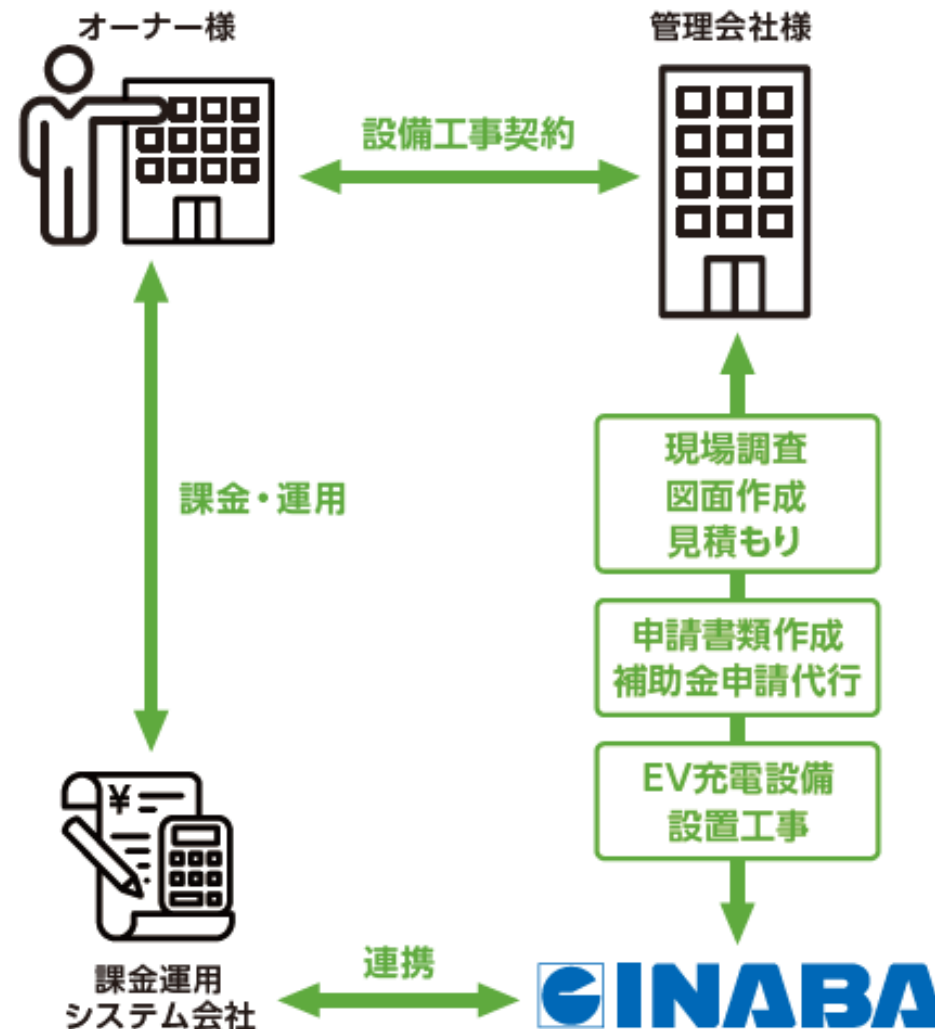 オーナー様
管理会社様
設備工事契約
現場調査
図面作成
見積もり
課金・運用
申請書類作成
補助金申請代行
EV充電設備
設置工事
¥
課金運用
システム会社
連携
INABA